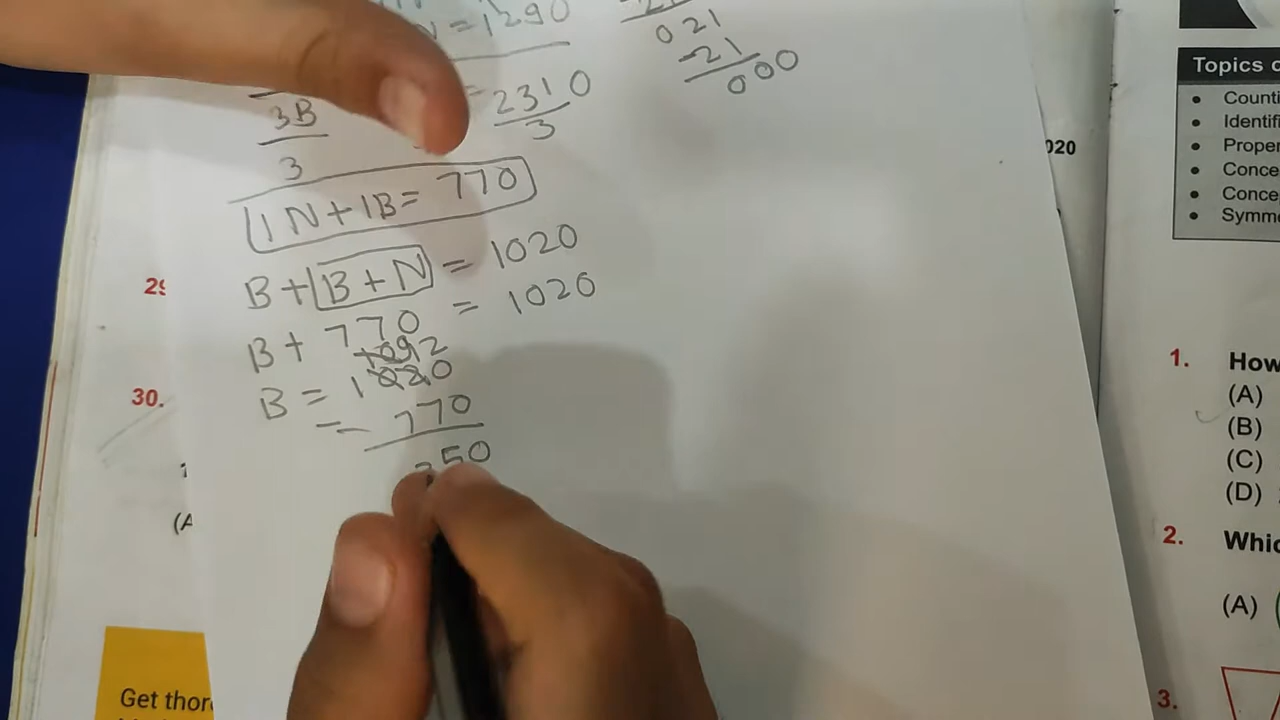 N = 1290
021
21
000
3B
3
2310
3
1N + 1B = 770
B + B + N = 1020
B + 770 = 1020
B = 1020
- 770
250
29
30.
(A
Get thor
020
Topics o
• Counti
• Identifi
• Proper
• Conce
• Conce
• Symme
1. How
(A)
(B)
(C)
(D)
2. Whic
(A)
3.